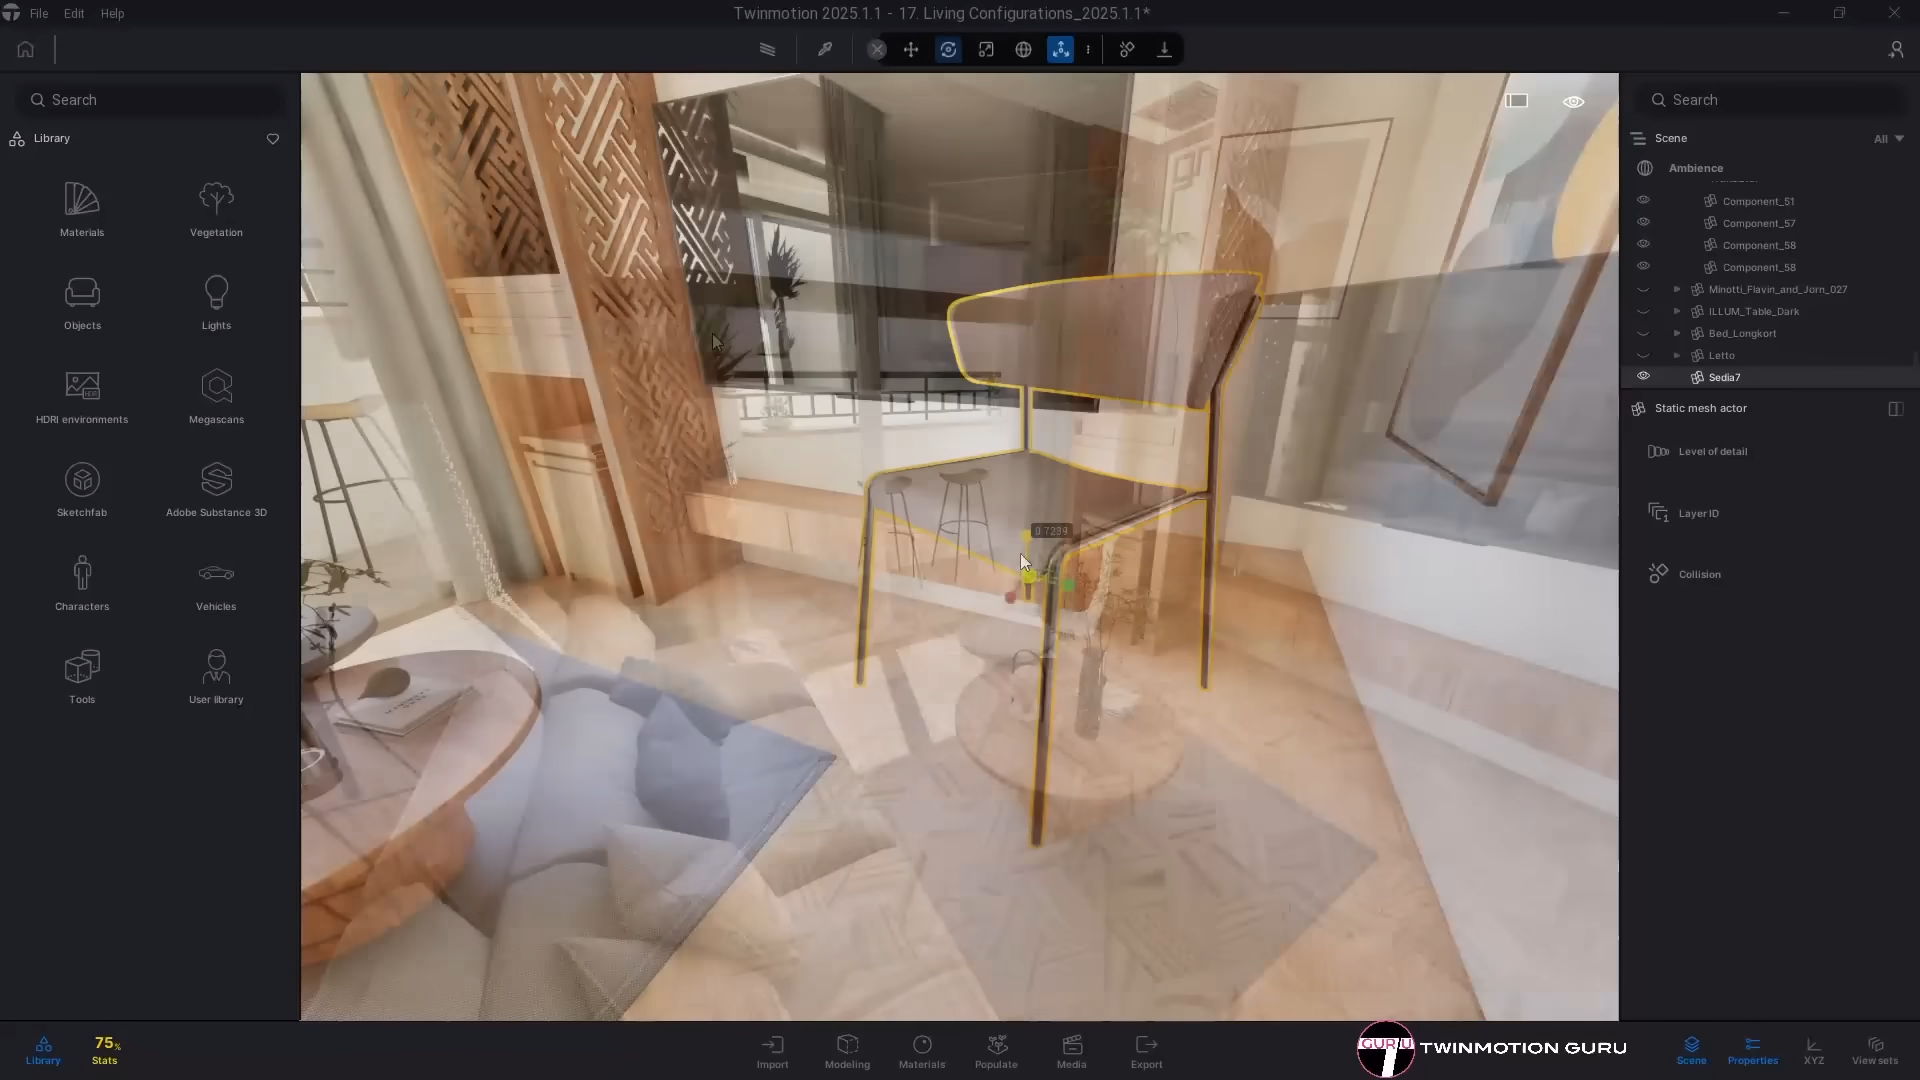 File Edit Help
Twinmotion 2025.1.1 - 17. Living Configurations_2025.1.1*
Search
Library
Materials
Vegetation
Objects
Lights
HDRI environments
Megascans
Sketchfab
Adobe Substance 3D
Characters
Vehicles
Tools
User library
0.7239
Search
Scene
All
Ambience
Component_51
Component_57
Component_58
Component_58
Minotti_Flavin_and_Jorn_027
ILLUM_Table_Dark
Bed_Longkort
Letto
Sedia7
Static mesh actor
Level of detail
Layer ID
Collision
Library
75%
Stats
Import
Modeling
Materials
Populate
Media
Export
GURU
TWINMOTION GURU
Scene
Properties
XYZ
View sets